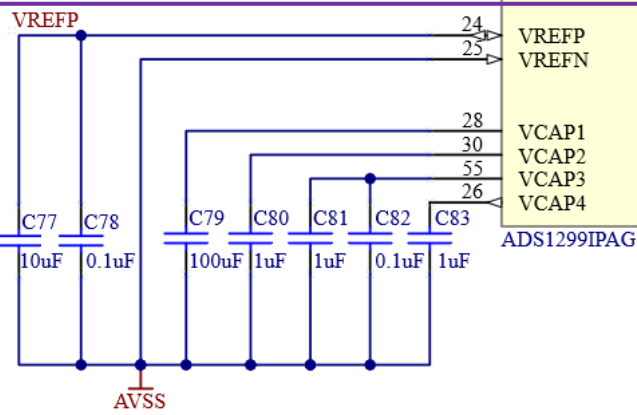 VREFP
24 VREFP
25 VREFN
28 VCAP1
30 VCAP2
55 VCAP3
26 VCAP4
C77 C78 C79 C80 C81 C82 C83
10uF 0.1uF 100uF 1uF 1uF 0.1uF 1uF
ADS1299IPAG
AVSS